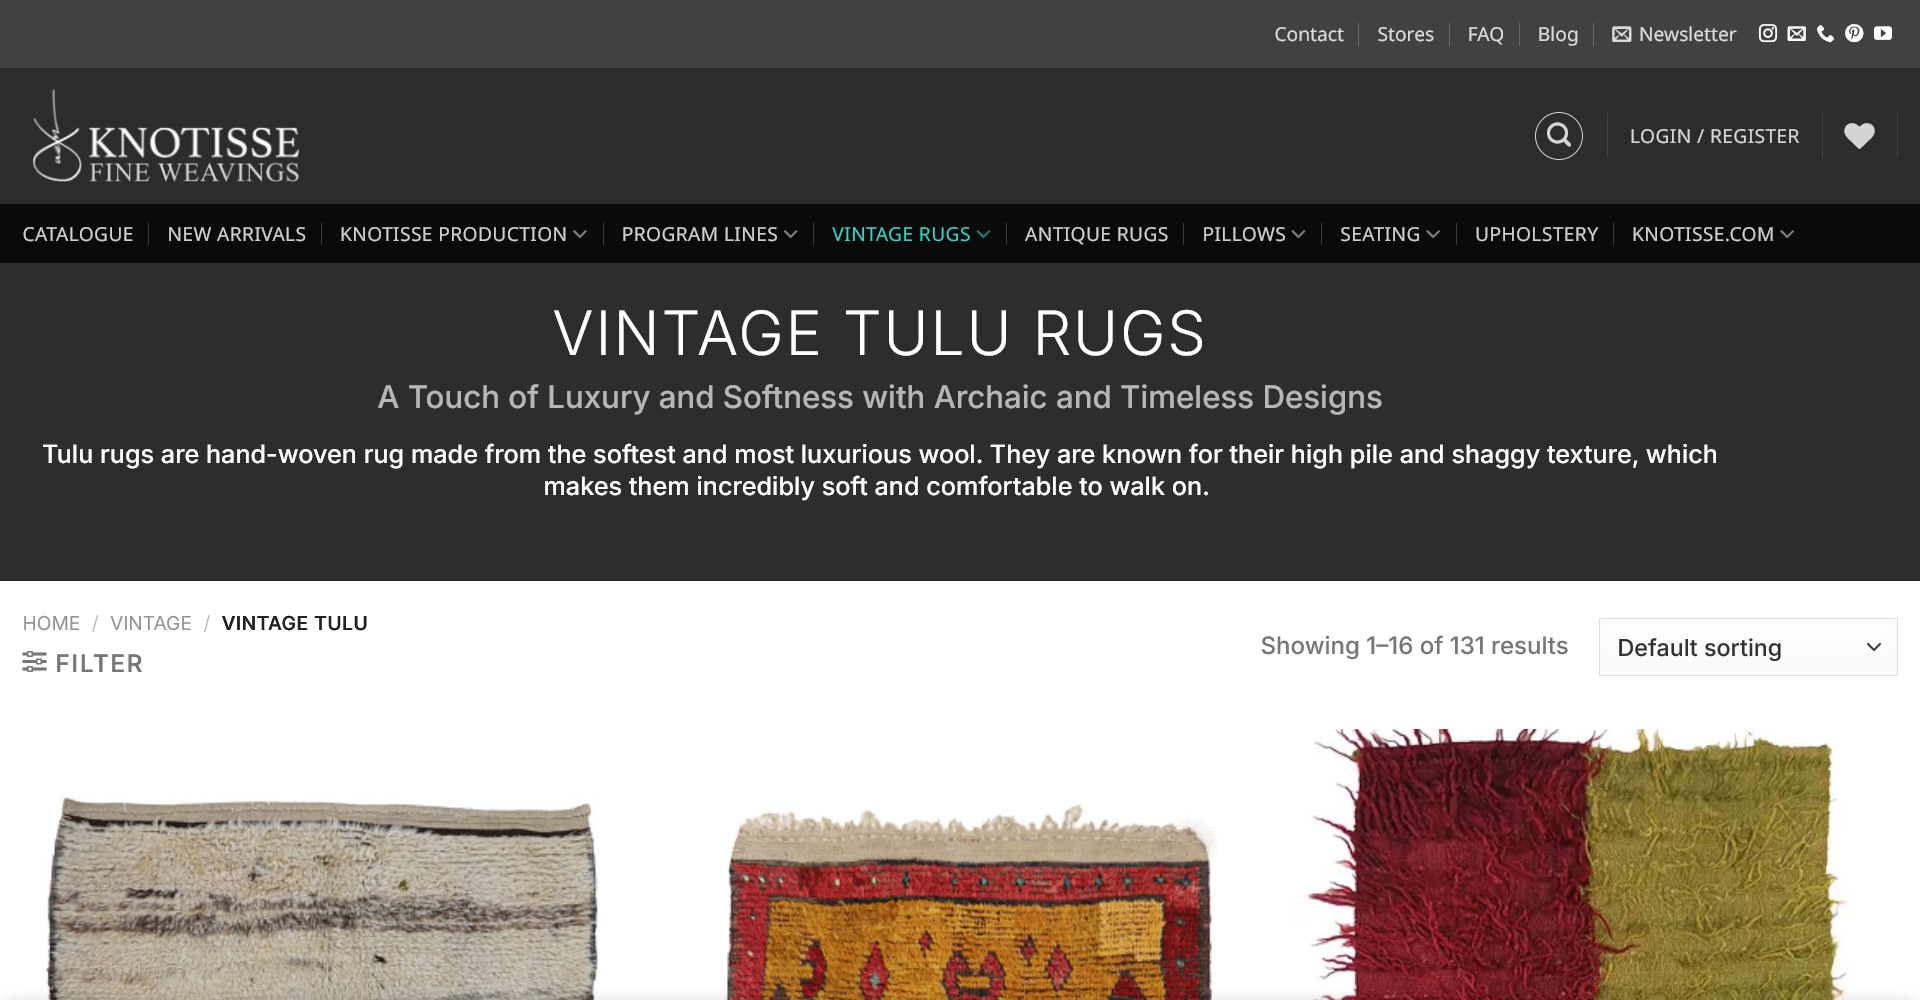 Contact
Stores
FAQ
Blog
Newsletter
KNOTISSE
FINE WEAVINGS
LOGIN / REGISTER
CATALOGUE
NEW ARRIVALS
KNOTISSE PRODUCTION
PROGRAM LINES
VINTAGE RUGS
ANTIQUE RUGS
PILLOWS
SEATING
UPHOLSTERY
KNOTISSE.COM
VINTAGE TULU RUGS
A Touch of Luxury and Softness with Archaic and Timeless Designs
Tulu rugs are hand-woven rug made from the softest and most luxurious wool. They are known for their high pile and shaggy texture, which
makes them incredibly soft and comfortable to walk on.
HOME / VINTAGE / VINTAGE TULU
FILTER
Showing 1–16 of 131 results
Default sorting